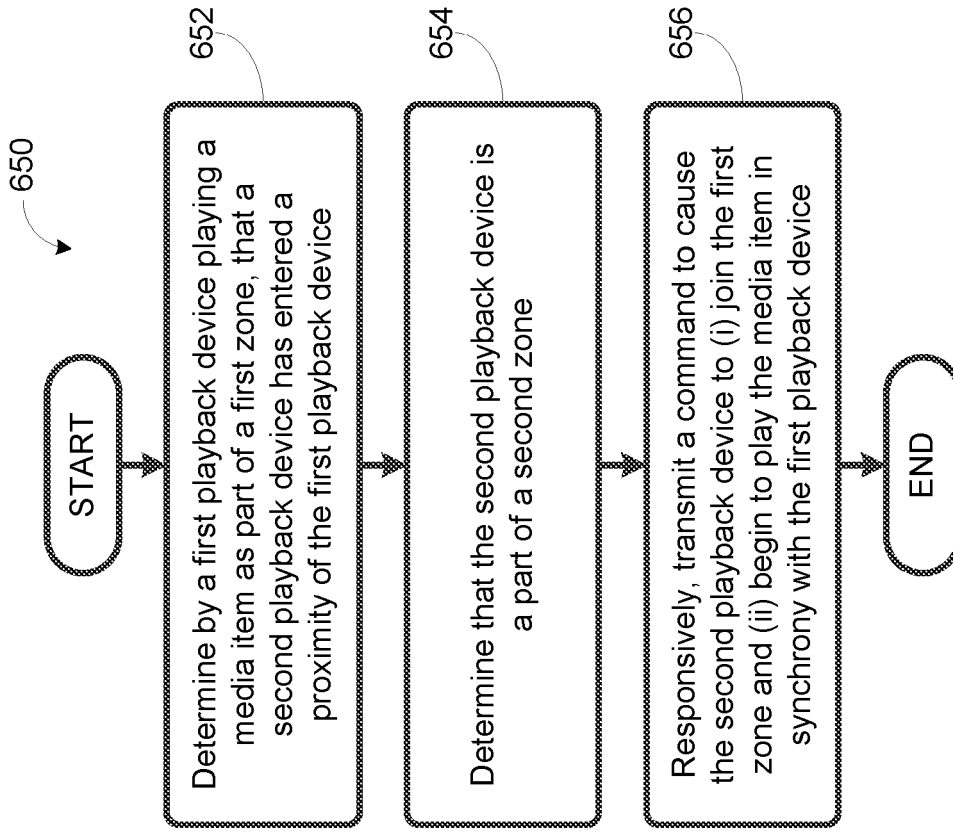 650
START
652
Determine by a first playback device playing a
media item as part of a first zone, that a
second playback device has entered a
proximity of the first playback device
654
Determine that the second playback device is
a part of a second zone
656
Responsively, transmit a command to cause
the second playback device to (i) join the first
zone and (ii) begin to play the media item in
synchrony with the first playback device
END